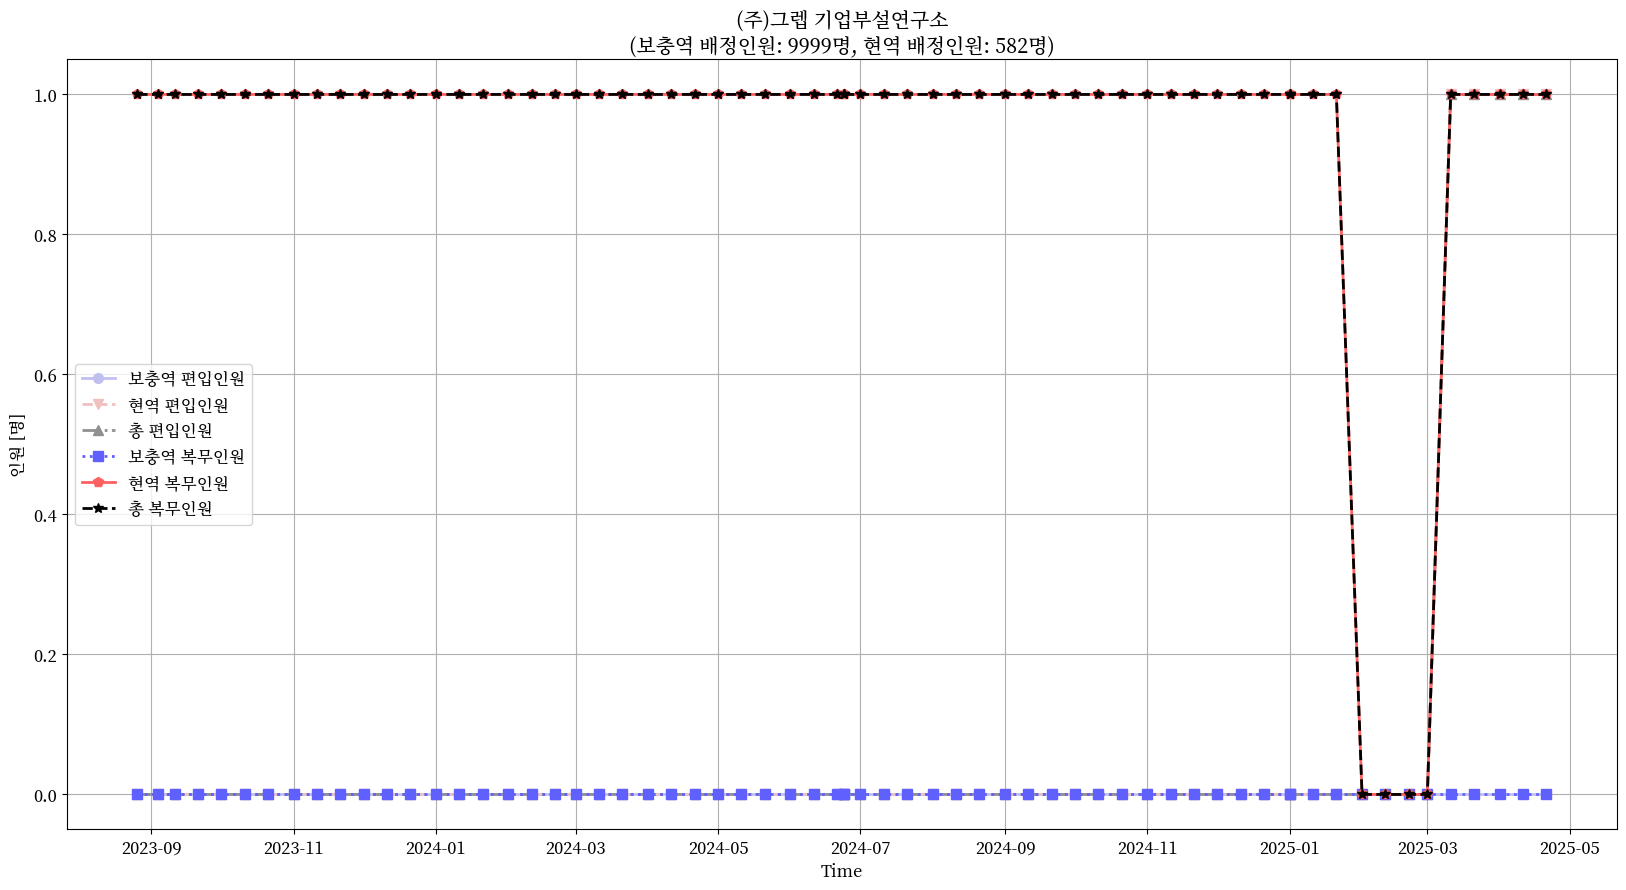 (주)그렙 기업부설연구소
(보충역 배정인원: 9999명, 현역 배정인원: 582명)
인원 [명]
1.0
0.8
0.6
0.4
0.2
0.0
보충역 편입인원
현역 편입인원
총 편입인원
보충역 복무인원
현역 복무인원
총 복무인원
2023-09 2023-11 2024-01 2024-03 2024-05 2024-07 2024-09 2024-11 2025-01 2025-03 2025-05
Time